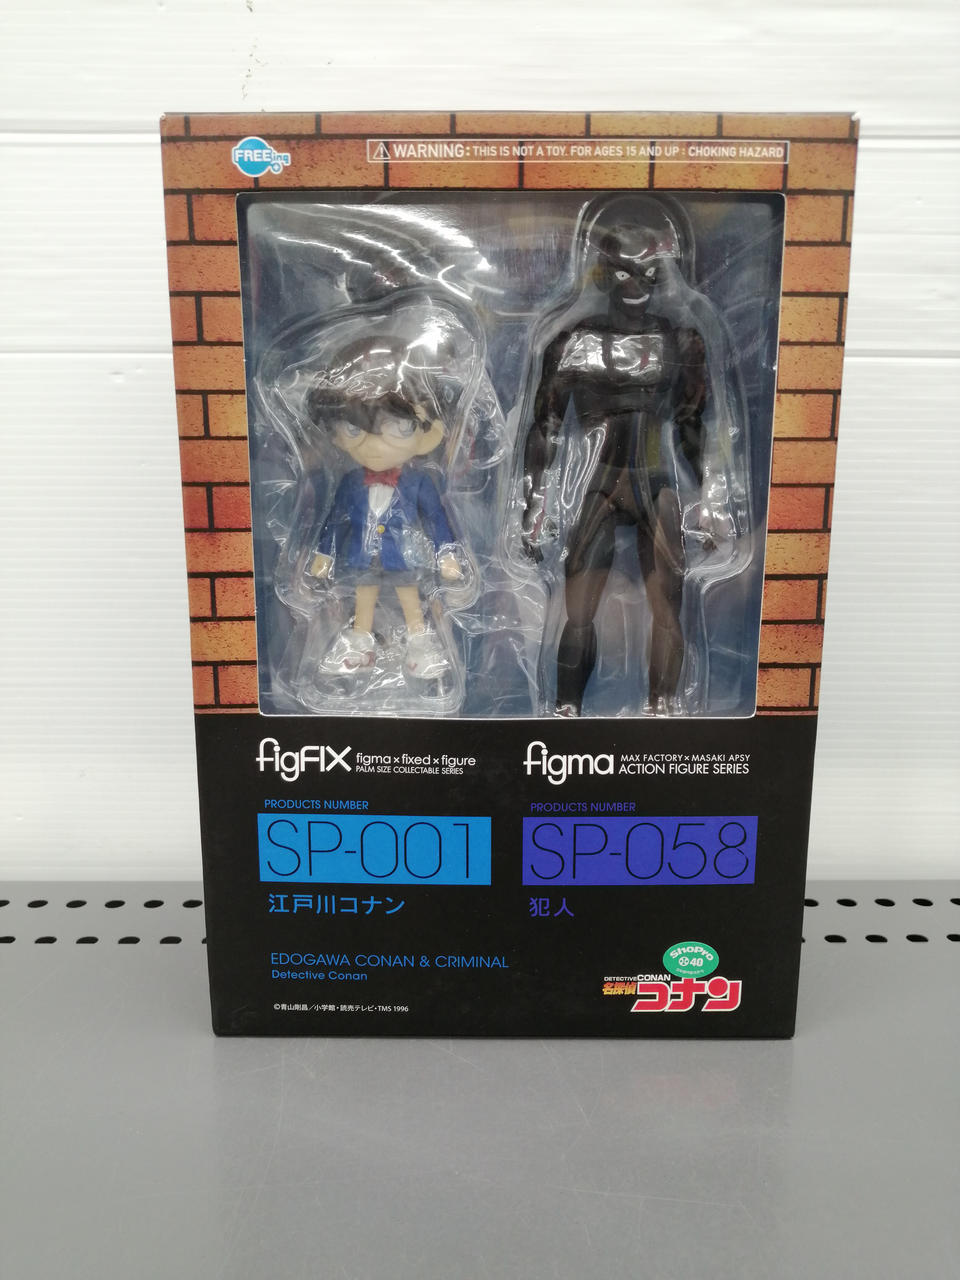 FREEing
WARNING: THIS IS NOT A TOY. FOR AGES 15 AND UP : CHOKING HAZARD
figFIX
figma×fixed×figure
PALM SIZE COLLECTABLE SERIES
figma
MAX FACTORY×MASAKI APSY
ACTION FIGURE SERIES
PRODUCTS NUMBER
SP-001
江戸川コナン
PRODUCTS NUMBER
SP-058
犯人
EDOGAWA CONAN & CRIMINAL
Detective Conan
©青山剛昌／小学館・読売テレビ・TMS 1996
ShoPro
40
DETECTIVE CONAN
名探偵
コナン